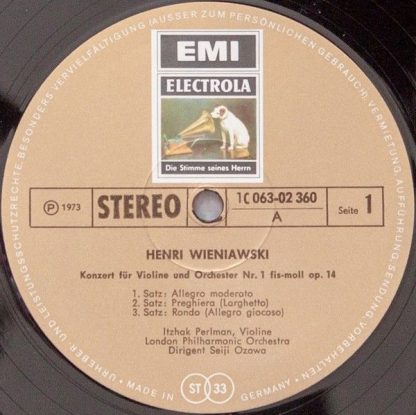 EMI
ELECTROLA
Die Stimme seines Herrn
Ⓟ 1973
STEREO
1C 063-02 360
A
Seite 1
HENRI WIENIAWSKI
Konzert für Violine und Orchester Nr. 1 fis-moll op. 14
1. Satz: Allegro moderato
2. Satz: Preghiera (Larghetto)
3. Satz: Rondo (Allegro giocoso)
Itzhak Perlman, Violine
London Philharmonic Orchestra
Dirigent Seiji Ozawa
URHEBER- UND LEISTUNGSSCHUTZRECHTE, BESONDERS VERVIELFÄLTIGUNG (AUSSER ZUM PERSÖNLICHEN GEBRAUCH), VERMIETUNG, AUFFÜHRUNG, SENDUNG VORBEHALTEN
MADE IN GERMANY
ST 33